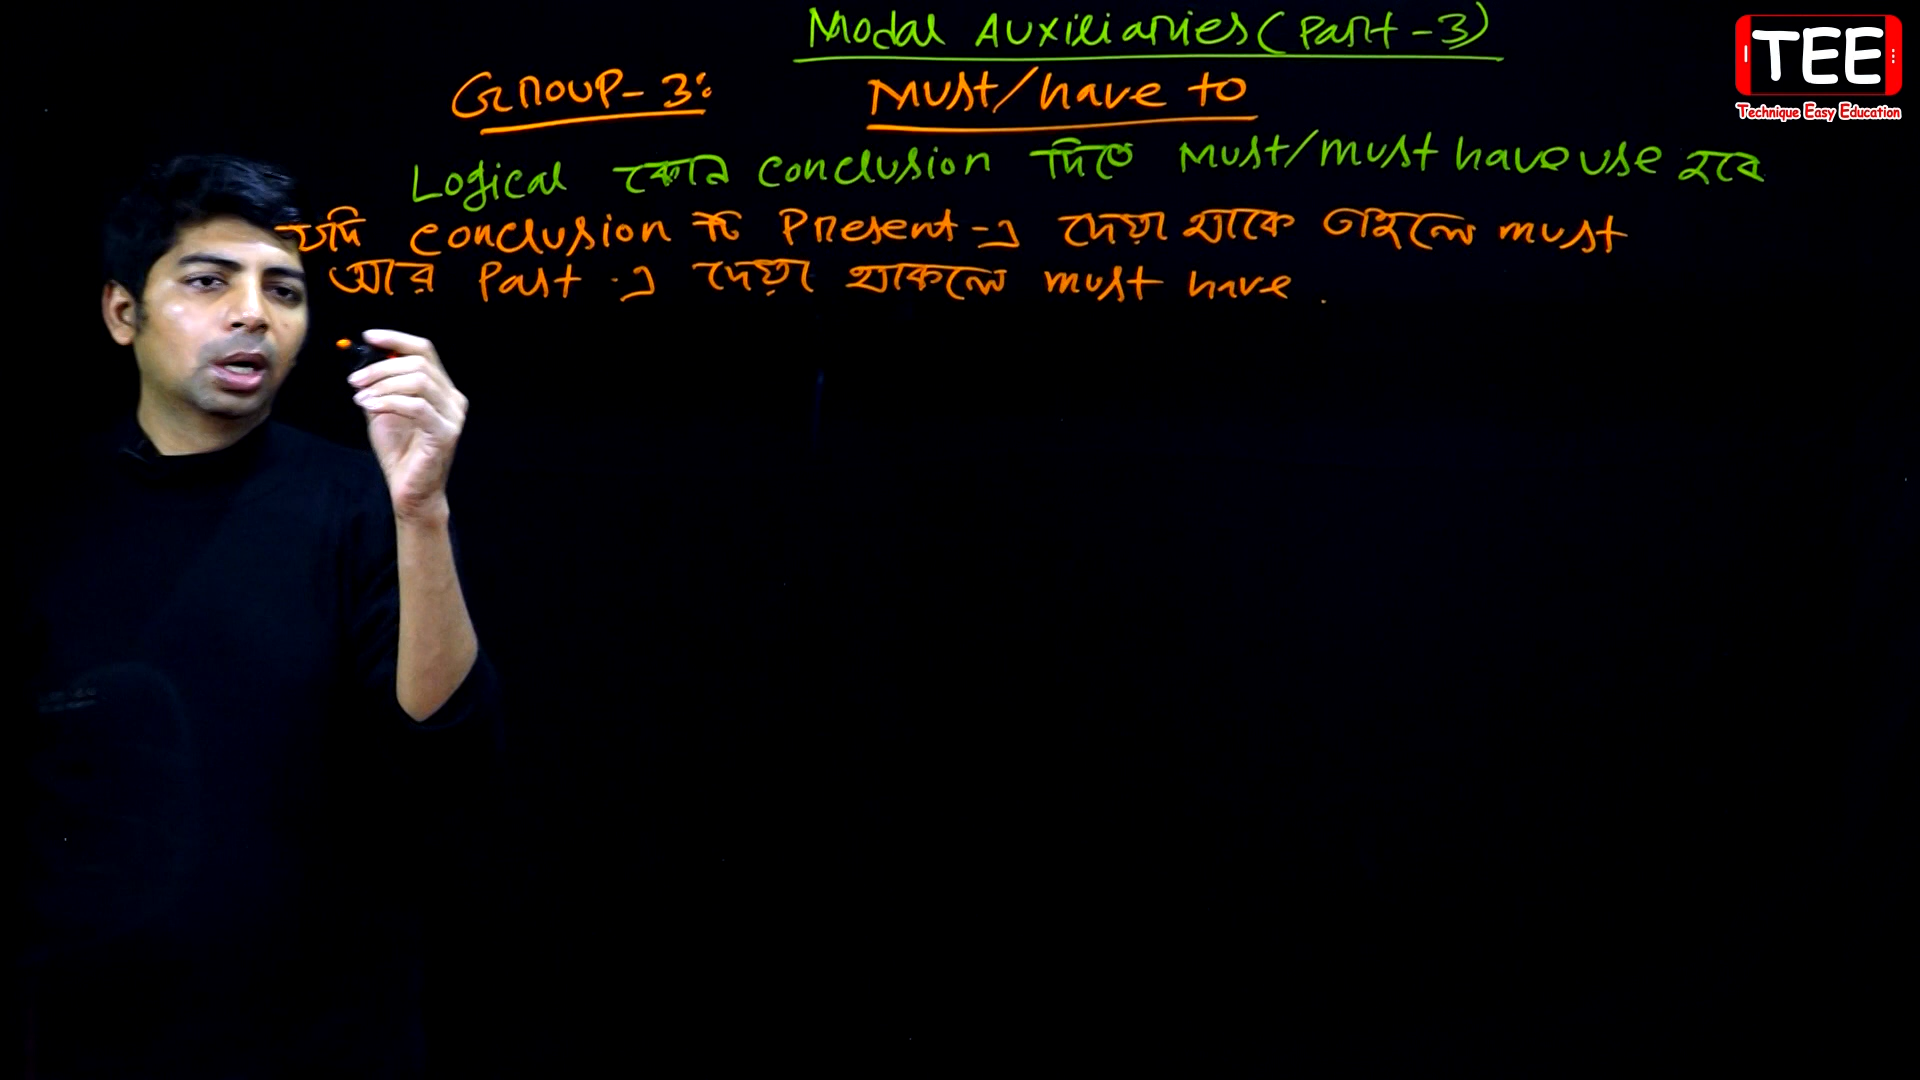 Modal Auxiliaries (Part-3)
TEE
Technique Easy Education
Group-3: Must/have to
Logical কোন conclusion দিতে Must/must have use হবে
যদি conclusion টি Present-এ দেয়া থাকে তাহলে must
আর Past-এ দেয়া থাকলে must have.